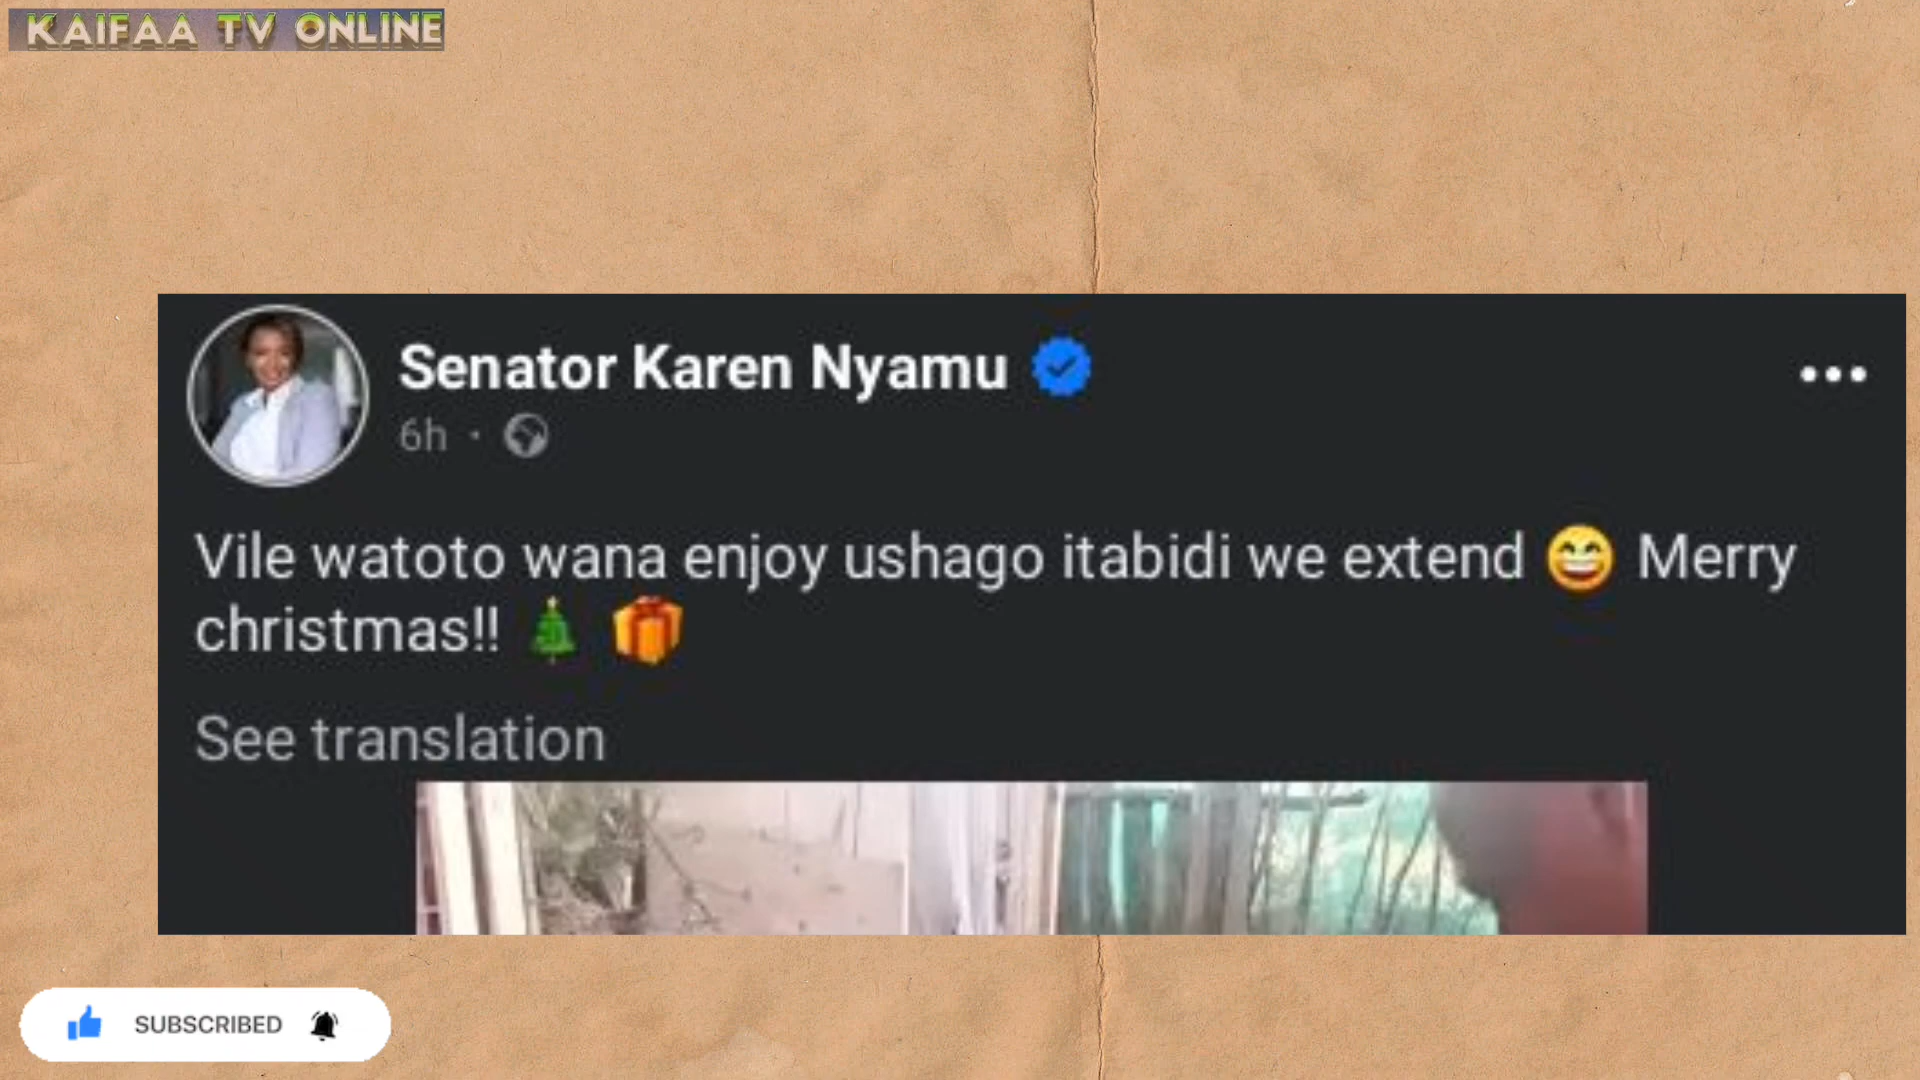 KAIFAA TV ONLINE
Senator Karen Nyamu
6h ·
Vile watoto wana enjoy ushago itabidi we extend 😄 Merry
christmas!! 🎄 🎁
See translation
SUBSCRIBED